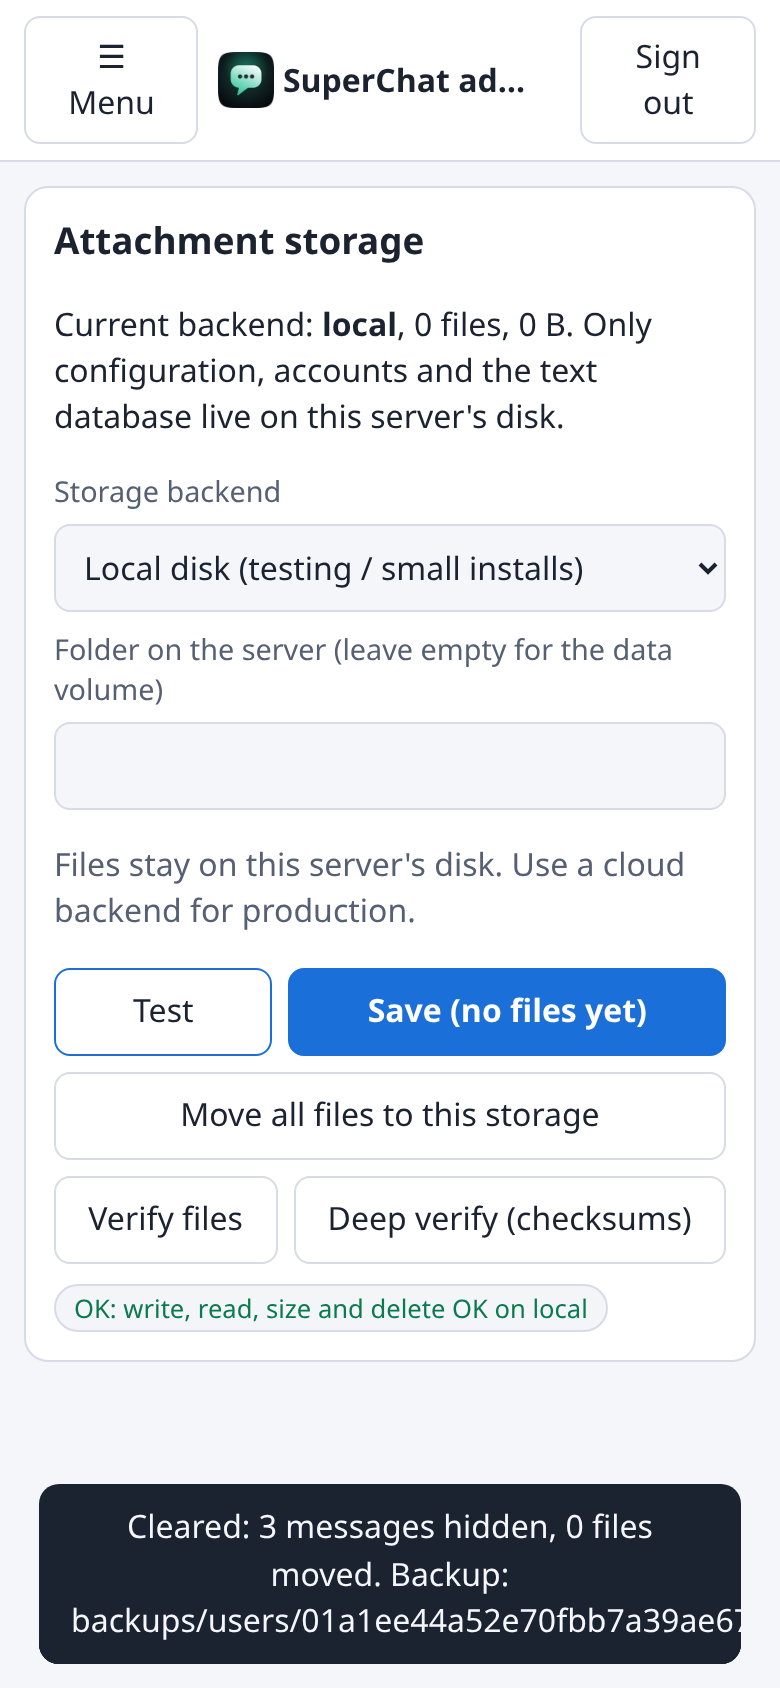 ☰
Menu
SuperChat ad...
Sign
out
Attachment storage
Current backend: local, 0 files, 0 B. Only
configuration, accounts and the text
database live on this server's disk.
Storage backend
Local disk (testing / small installs)
Folder on the server (leave empty for the data
volume)
Files stay on this server's disk. Use a cloud
backend for production.
Test
Save (no files yet)
Move all files to this storage
Verify files
Deep verify (checksums)
OK: write, read, size and delete OK on local
Cleared: 3 messages hidden, 0 files
moved. Backup:
backups/users/01a1ee44a52e70fbb7a39ae67